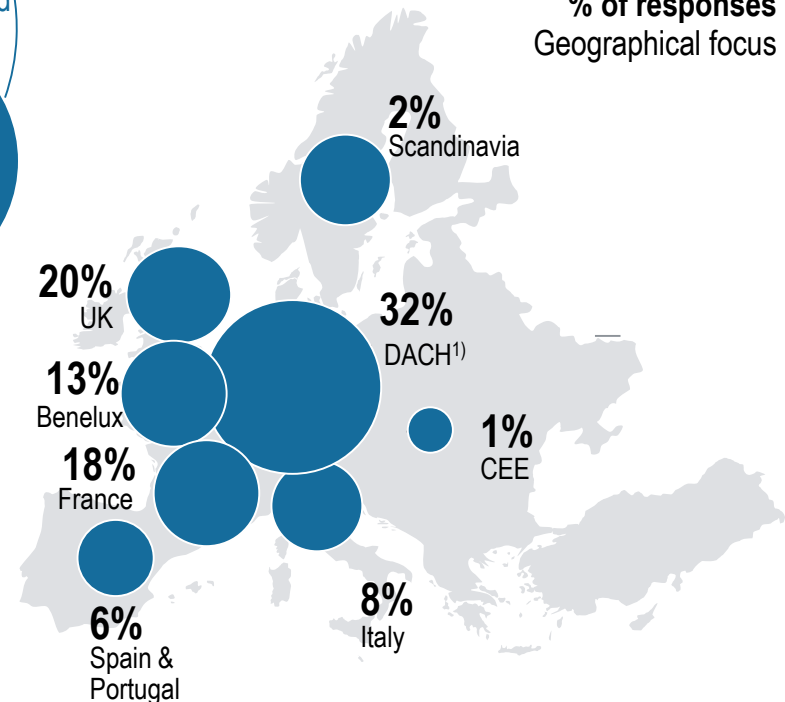 % of responses
Geographical focus
2%
Scandinavia
20%
UK
32%
DACH¹⁾
13%
Benelux
1%
CEE
18%
France
8%
Italy
6%
Spain &
Portugal